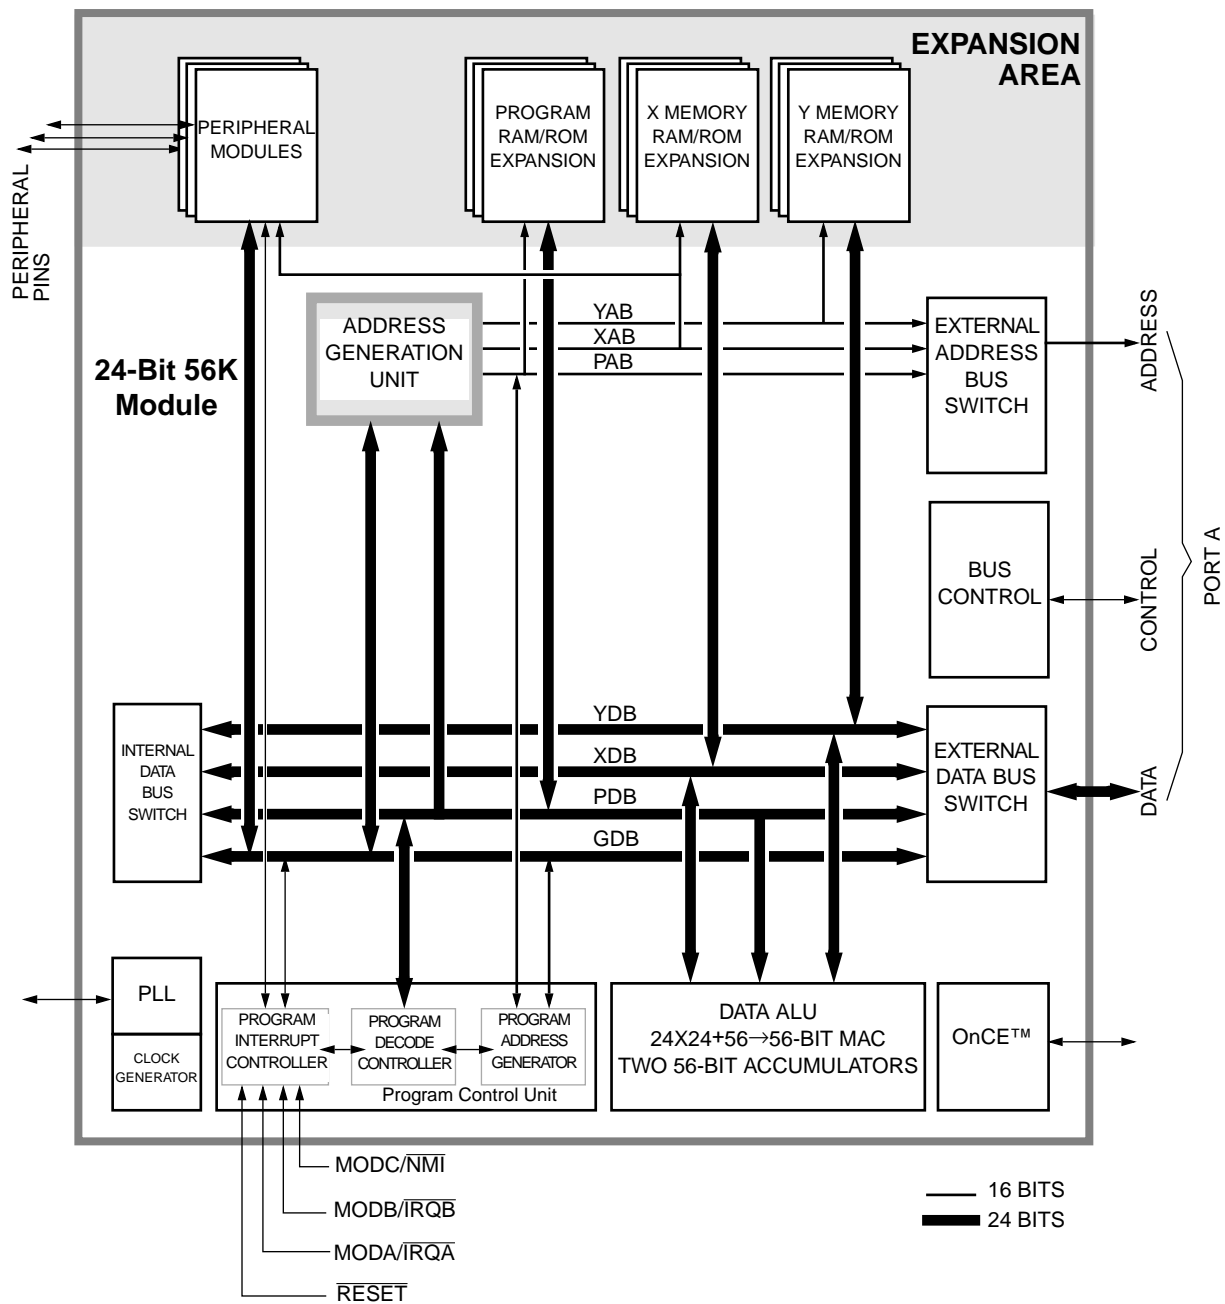 EXPANSION
AREA
PERIPHERAL
MODULES
PROGRAM
RAM/ROM
EXPANSION
X MEMORY
RAM/ROM
EXPANSION
Y MEMORY
RAM/ROM
EXPANSION
PERIPHERAL
PINS
24-Bit 56K
Module
ADDRESS
GENERATION
UNIT
YAB
XAB
PAB
EXTERNAL
ADDRESS
BUS
SWITCH
ADDRESS
BUS
CONTROL
CONTROL
PORT A
INTERNAL
DATA
BUS
SWITCH
YDB
XDB
PDB
GDB
EXTERNAL
DATA BUS
SWITCH
DATA
PLL
CLOCK
GENERATOR
PROGRAM
INTERRUPT
CONTROLLER
PROGRAM
DECODE
CONTROLLER
PROGRAM
ADDRESS
GENERATOR
Program Control Unit
DATA ALU
24X24+56→56-BIT MAC
TWO 56-BIT ACCUMULATORS
OnCE™
MODC/N̅M̅I̅
MODB/I̅R̅Q̅B̅
MODA/I̅R̅Q̅A̅
R̅E̅S̅E̅T̅
16 BITS
24 BITS